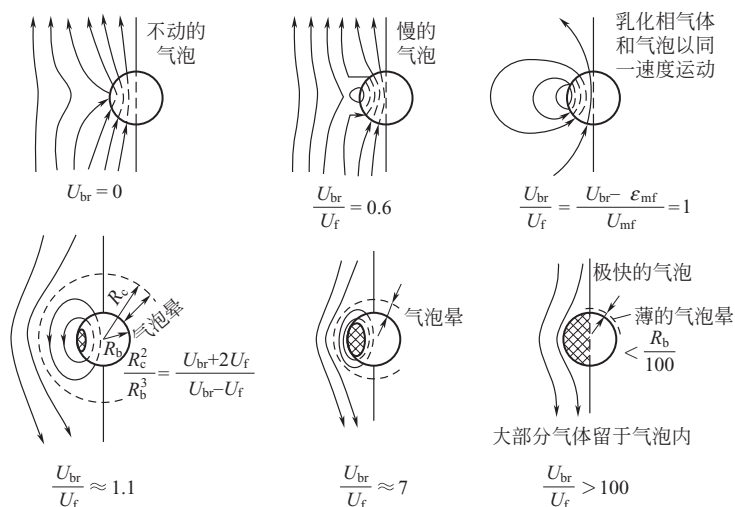 不动的
气泡
U_br = 0
慢的
气泡
U_br / U_f = 0.6
乳化相气体
和气泡以同
一速度运动
U_br / U_f = U_br− ε_mf / U_mf = 1
R_c
气泡晕
R_b
R_c^2 / R_b^3 = U_br+2U_f / U_br−U_f
U_br / U_f ≈ 1.1
气泡晕
U_br / U_f ≈ 7
极快的气泡
薄的气泡晕
< R_b / 100
大部分气体留于气泡内
U_br / U_f > 100